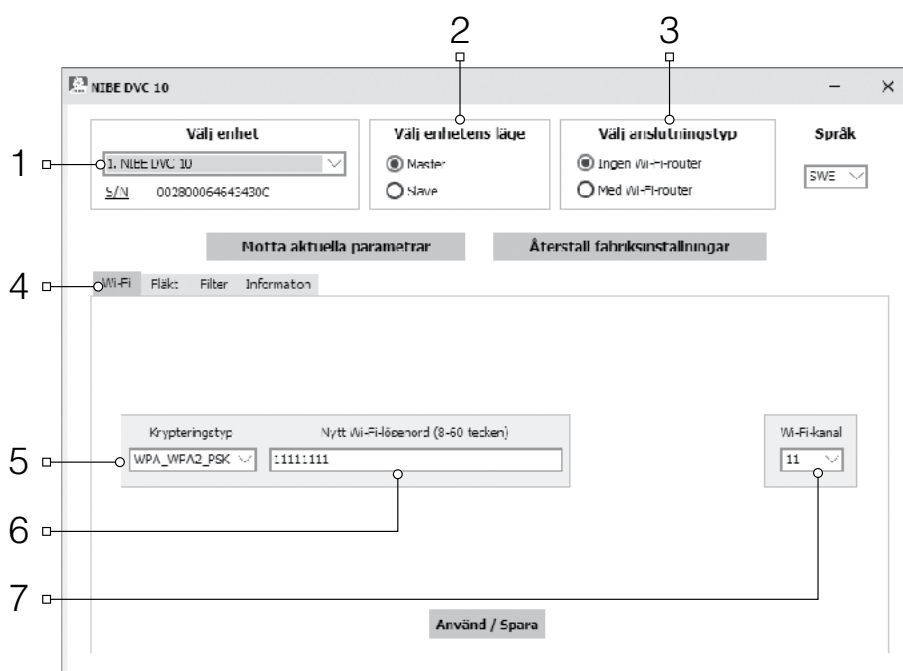 2 3
NIBE DVC 10
Välj enhet Välj enhetens läge Välj anslutningstyp Språk
1 1. NIBE DVC 10 Master Ingen Wi-Fi-router SWE
S/N 002800064643430C Slave Med Wi-Fi-router
Motta aktuella parametrar Återställ fabriksinställningar
4 Wi-Fi Fläkt Filter Information
Krypteringstyp Nytt Wi-Fi-lösenord (8-60 tecken) Wi-Fi-kanal
5 WPA_WPA2_PSK 11111111 11
6
7
Använd / Spara